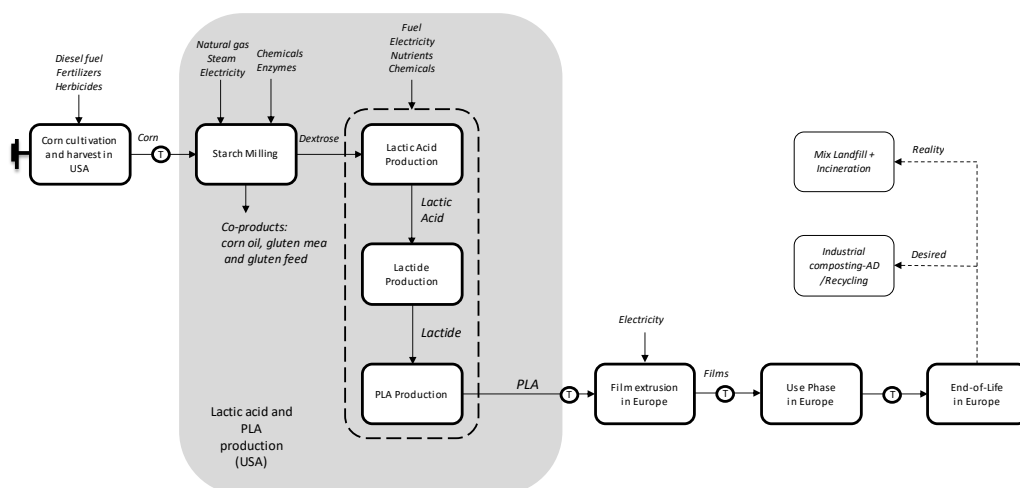 Diesel fuel
Fertilizers
Herbicides
Corn cultivation
and harvest in
USA
Corn
T
Natural gas
Steam
Electricity
Chemicals
Enzymes
Starch Milling
Dextrose
Co-products:
corn oil, gluten mea
and gluten feed
Fuel
Electricity
Nutrients
Chemicals
Lactic Acid
Production
Lactic
Acid
Lactide
Production
Lactide
PLA Production
Lactic acid and
PLA
production
(USA)
PLA
T
Electricity
Film extrusion
in Europe
Films
T
Use Phase
in Europe
T
End-of-Life
in Europe
Mix Landfill +
Incineration
Reality
Industrial
composting-AD
/Recycling
Desired